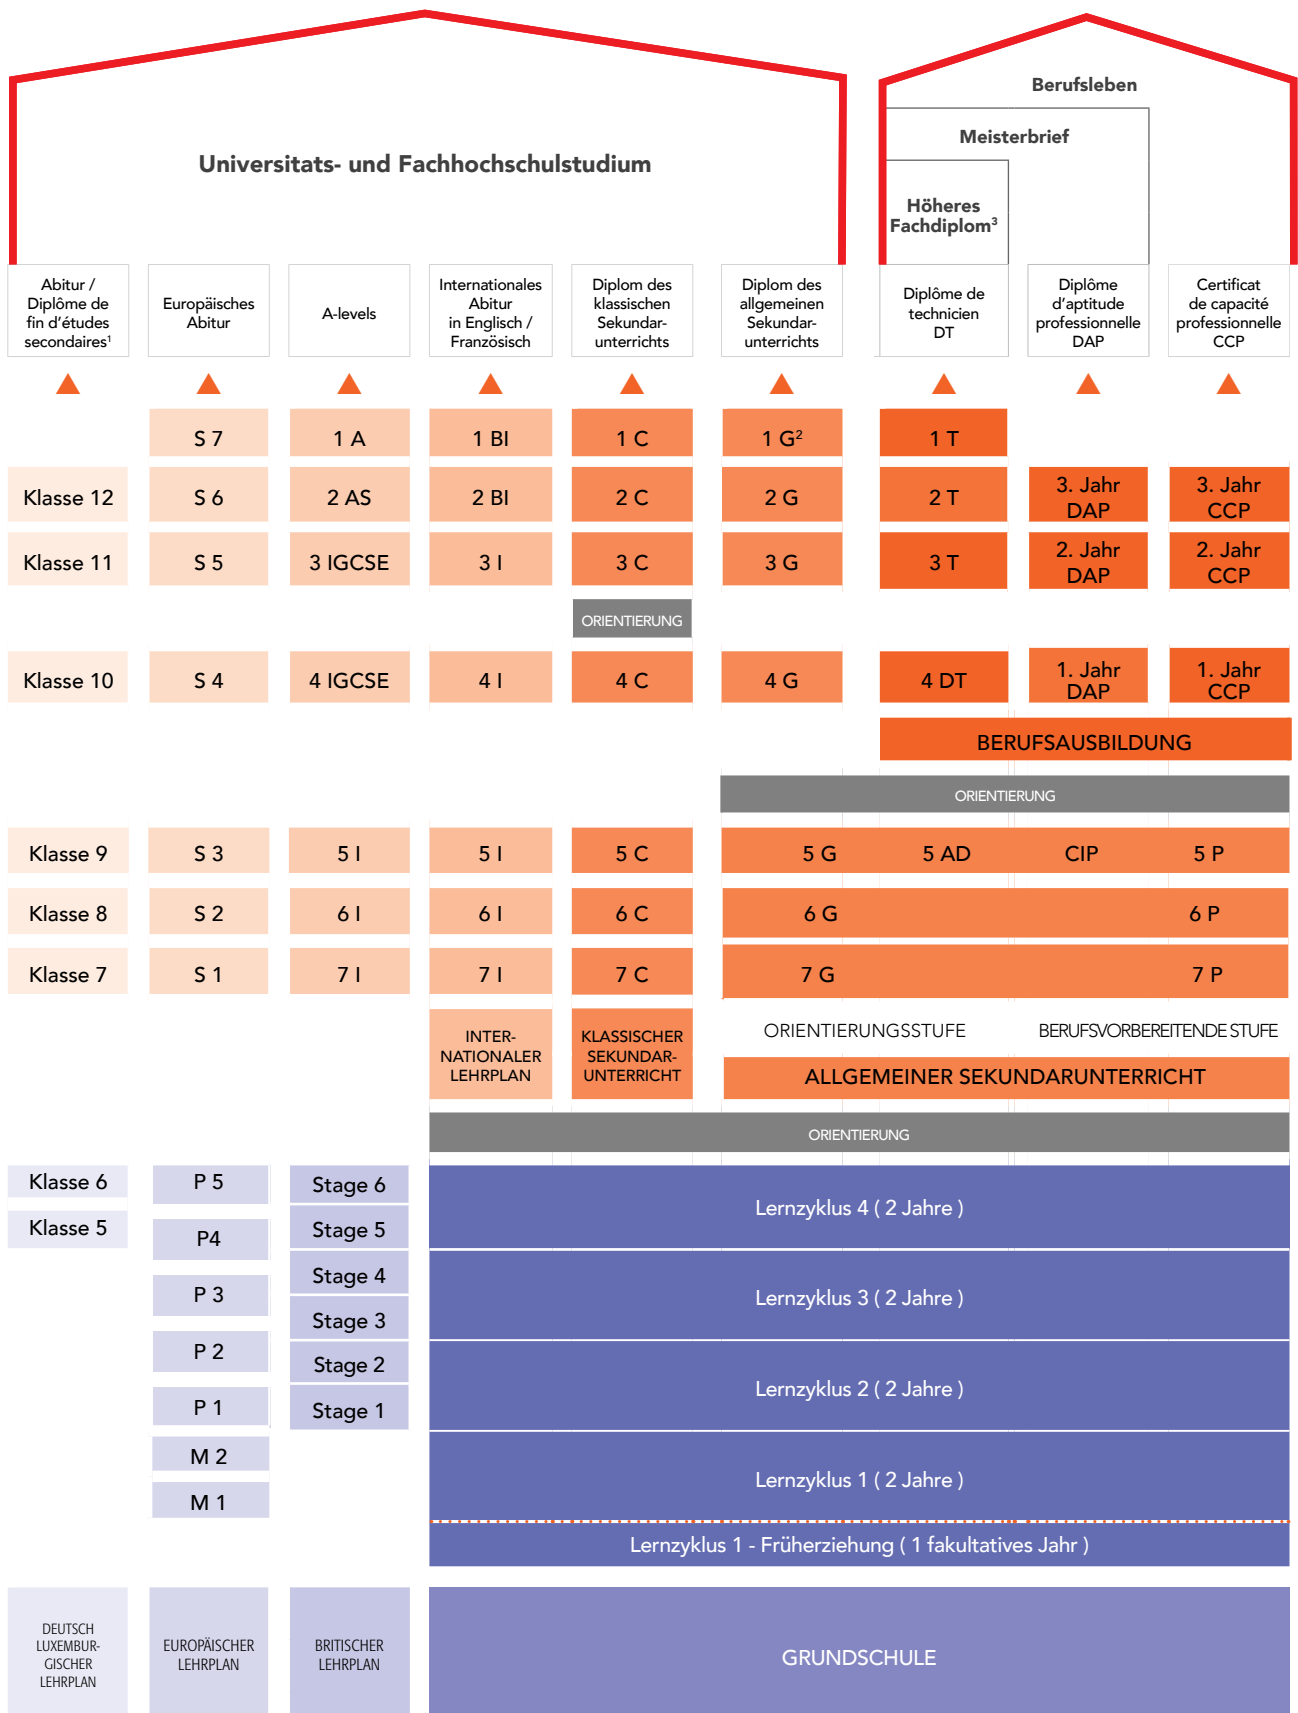 Berufsleben
Meisterbrief
Universitats- und Fachhochschulstudium
Höheres
Fachdiplom³
Abitur /
Diplôme de
fin d'études
secondaires¹
Europäisches
Abitur
A-levels
Internationales
Abitur
in Englisch /
Französisch
Diplom des
klassischen
Sekundar-
unterrichts
Diplom des
allgemeinen
Sekundar-
unterrichts
Diplôme de
technicien
DT
Diplôme
d'aptitude
professionnelle
DAP
Certificat
de capacité
professionnelle
CCP
S 7
1 A
1 BI
1 C
1 G²
1 T
Klasse 12
S 6
2 AS
2 BI
2 C
2 G
2 T
3. Jahr
DAP
3. Jahr
CCP
Klasse 11
S 5
3 IGCSE
3 I
3 C
3 G
3 T
2. Jahr
DAP
2. Jahr
CCP
ORIENTIERUNG
Klasse 10
S 4
4 IGCSE
4 I
4 C
4 G
4 DT
1. Jahr
DAP
1. Jahr
CCP
BERUFSAUSBILDUNG
ORIENTIERUNG
Klasse 9
S 3
5 I
5 I
5 C
5 G
5 AD
CIP
5 P
Klasse 8
S 2
6 I
6 I
6 C
6 G
6 P
Klasse 7
S 1
7 I
7 I
7 C
7 G
7 P
INTER-
NATIONALER
LEHRPLAN
KLASSISCHER
SEKUNDAR-
UNTERRICHT
ORIENTIERUNGSSTUFE
BERUFSVORBEREITENDE STUFE
ALLGEMEINER SEKUNDARUNTERRICHT
ORIENTIERUNG
Klasse 6
Klasse 5
P 5
P4
P 3
P 2
P 1
M 2
M 1
Stage 6
Stage 5
Stage 4
Stage 3
Stage 2
Stage 1
Lernzyklus 4 ( 2 Jahre )
Lernzyklus 3 ( 2 Jahre )
Lernzyklus 2 ( 2 Jahre )
Lernzyklus 1 ( 2 Jahre )
Lernzyklus 1 - Früherziehung ( 1 fakultatives Jahr )
DEUTSCH
LUXEMBUR-
GISCHER
LEHRPLAN
EUROPÄISCHER
LEHRPLAN
BRITISCHER
LEHRPLAN
GRUNDSCHULE